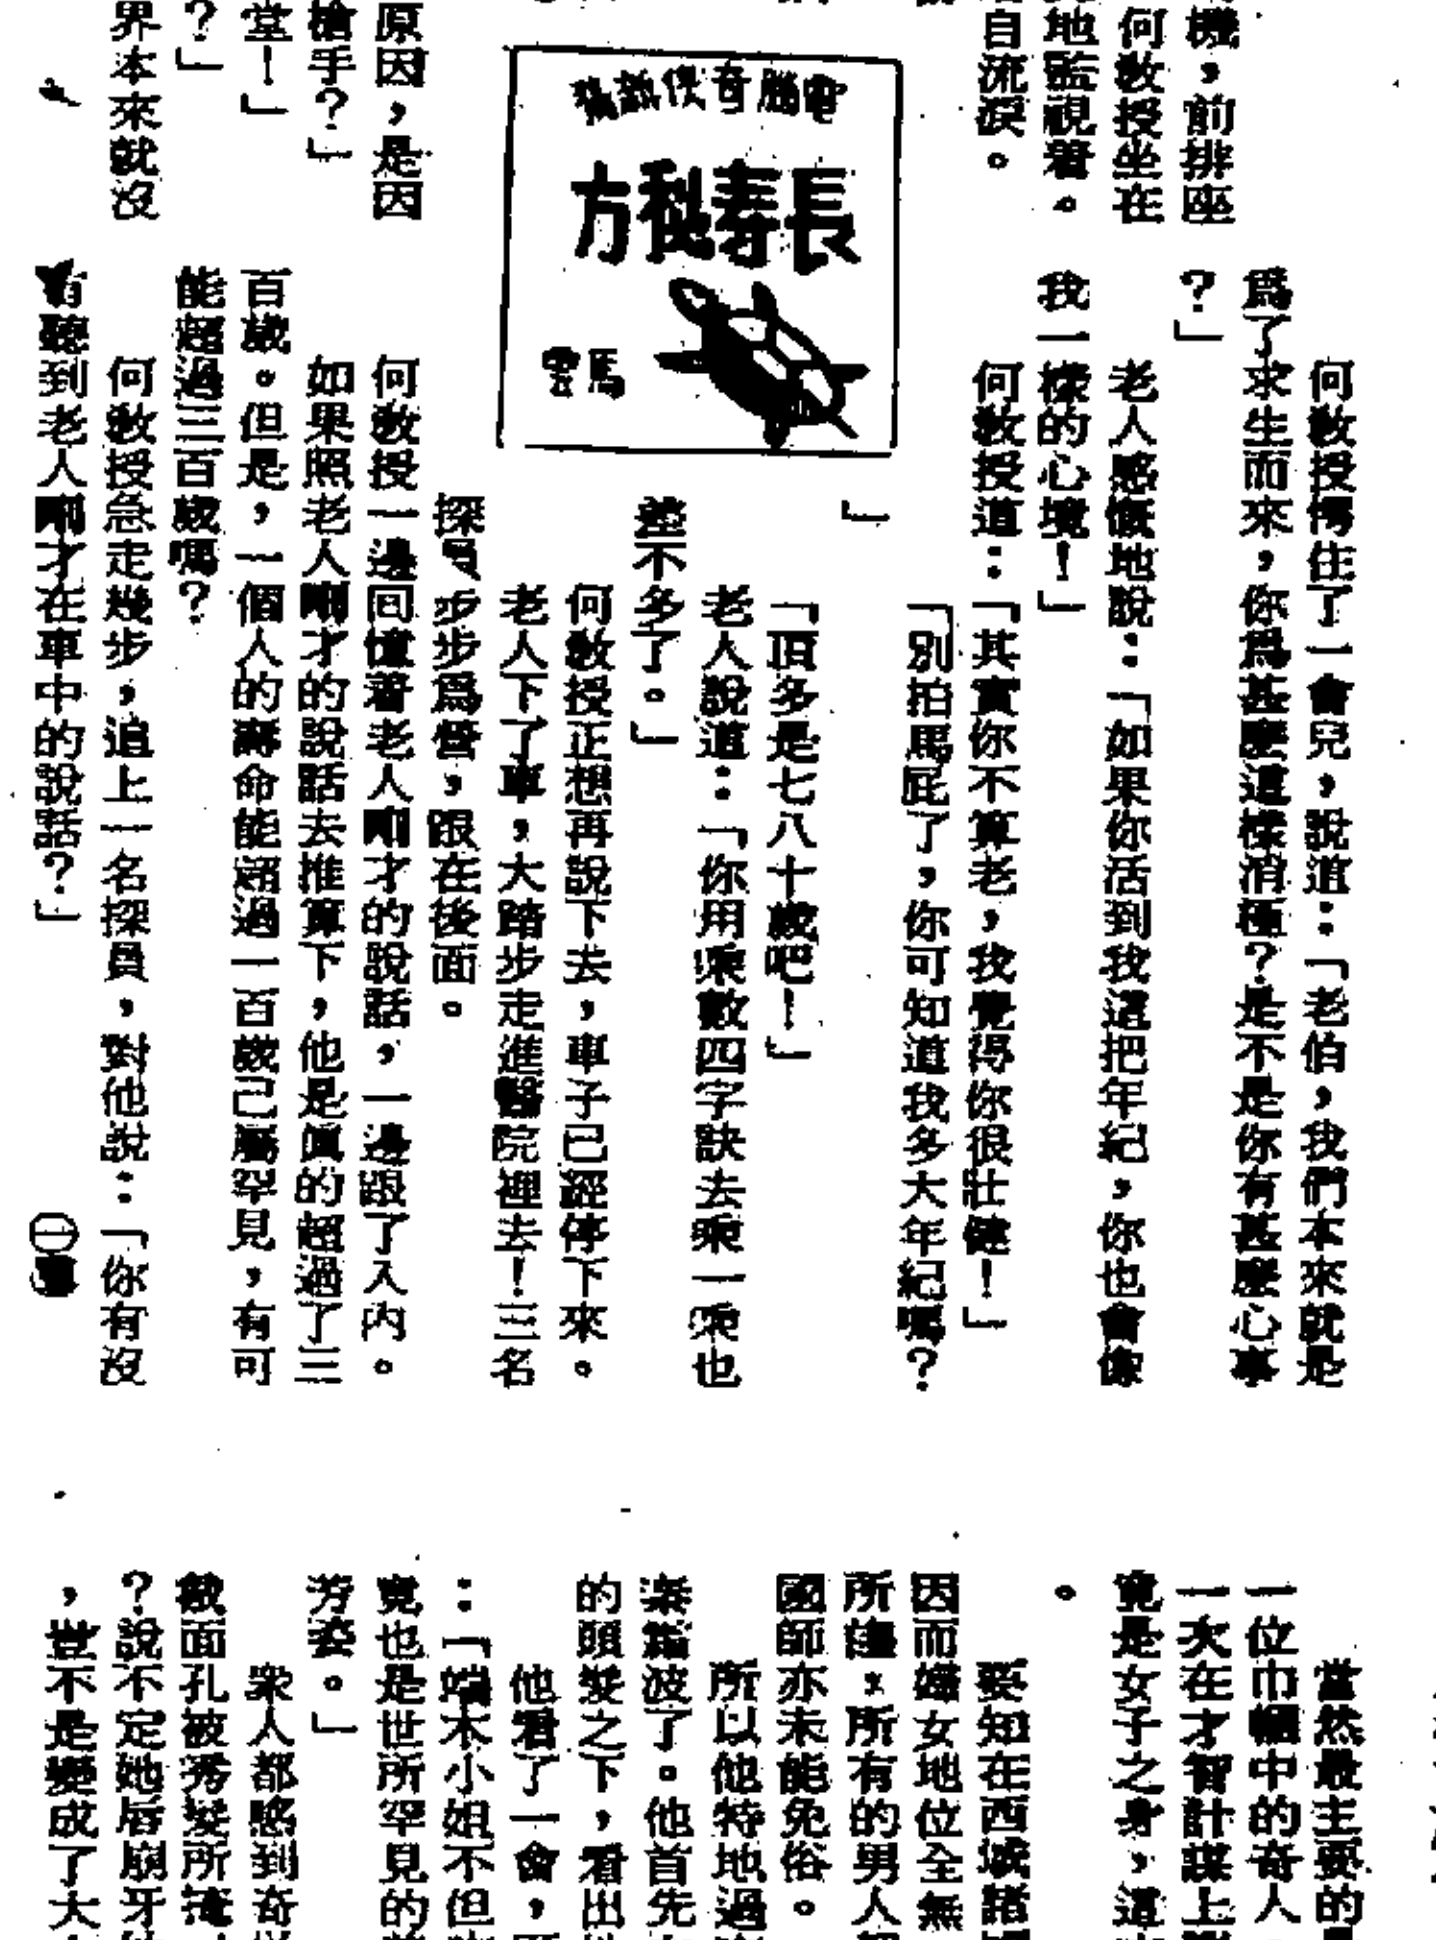 機，前排座
何教授坐在
地監視着。
自流淚。
原因，是因
槍手？」
堂！」
？」
界本來就沒
電腦奇俠故
長壽秘方
馬雲
何教授愕住了一會兒，說道：「老伯，我們本來就是
爲了求生而來，你爲甚麼這樣消極？是不是你有甚麼心事
？」
老人感慨地說：「如果你活到我這把年紀，你也會像
我一樣的心境！」
何教授道：「其實你不算老，我覺得你很壯健！」
「別拍馬屁了，你可知道我多大年紀嗎？
」
「頂多是七八十歲吧！」
老人說道：「你用乘數四字訣去乘一乘也
差不多了。」
何教授正想再說下去，車子已經停下來。
老人下了車，大踏步走進醫院裡去！三名
探員步步爲營，跟在後面。
何教授一邊回憶着老人剛才的說話，一邊跟了入內。
如果照老人剛才的說話去推算下，他是眞的超過了三
百歲。但是，一個人的壽命能超過一百歲已屬罕見，有可
能超過三百歲嗎？
何教授急走幾步，追上一名探員，對他說：「你有沒
有聽到老人剛才在車中的說話？」
當然最主要的
一位巾幗中的奇人
一次在才智計謀上
竟是女子之身，這
。
要知在西域諸
因而婦女地位全無
所有的男人
國師亦未能免俗。
所以他特地過
波了。他首先
的頭髮之下，看出
他看了一會，
：「端木小姐不但
竟也是世所罕見的
芳姿。」
衆人都感到奇
面孔被秀髮所掩
？說不定她唇崩牙
，豈不是變成了大